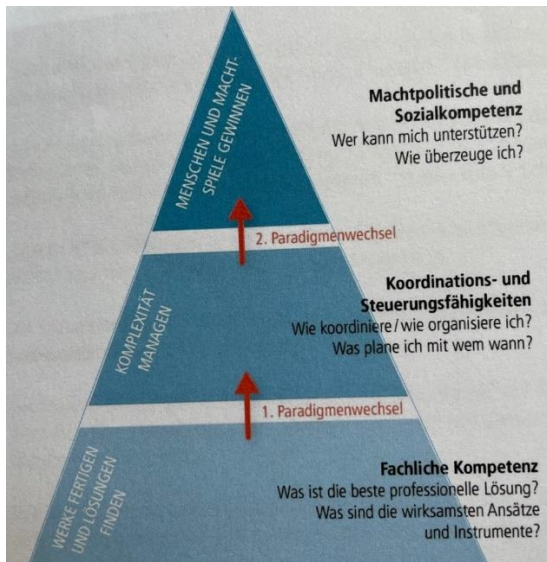 MENSCHEN UND MACHT-
SPIELE GEWINNEN
Machtpolitische und
Sozialkompetenz
Wer kann mich unterstützen?
Wie überzeuge ich?
2. Paradigmenwechsel
KOMPLEXITÄT
MANAGEN
Koordinations- und
Steuerungsfähigkeiten
Wie koordiniere / wie organisiere ich?
Was plane ich mit wem wann?
1. Paradigmenwechsel
WERKE FERTIGEN
UND LÖSUNGEN
FINDEN
Fachliche Kompetenz
Was ist die beste professionelle Lösung?
Was sind die wirksamsten Ansätze
und Instrumente?